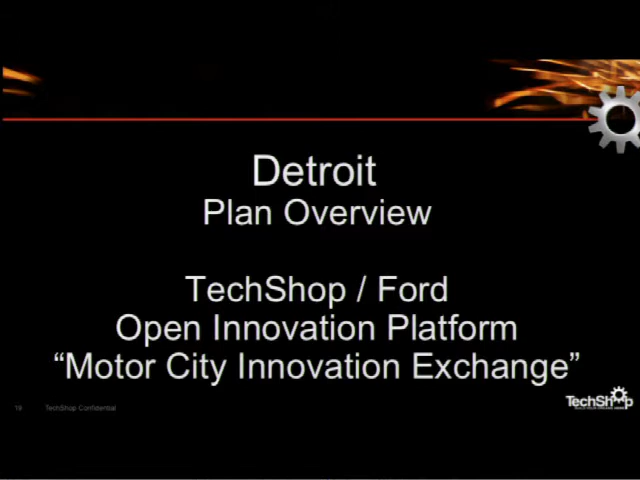 Detroit
Plan Overview
TechShop / Ford
Open Innovation Platform
“Motor City Innovation Exchange”
19 TechShop Confidential
TechShop